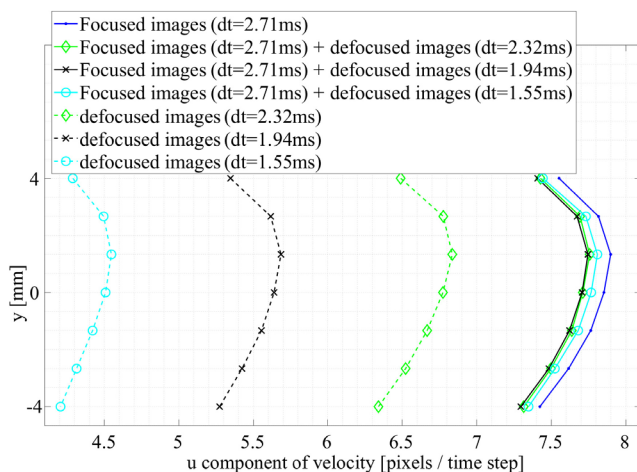 Focused images (dt=2.71ms)
Focused images (dt=2.71ms) + defocused images (dt=2.32ms)
Focused images (dt=2.71ms) + defocused images (dt=1.94ms)
Focused images (dt=2.71ms) + defocused images (dt=1.55ms)
defocused images (dt=2.32ms)
defocused images (dt=1.94ms)
defocused images (dt=1.55ms)
4
0
-4
y [mm]
4.5 5 5.5 6 6.5 7 7.5 8
u component of velocity [pixels / time step]